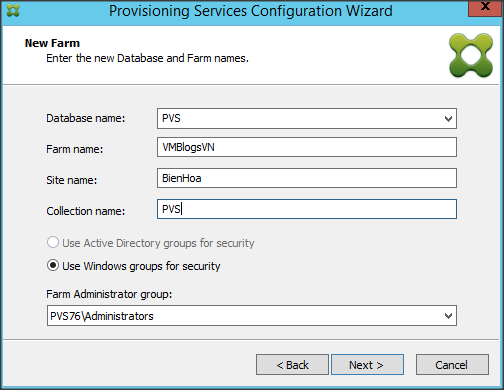 Provisioning Services Configuration Wizard
X
New Farm
Enter the new Database and Farm names.
Database name: PVS
Farm name: VMBlogsVN
Site name: BienHoa
Collection name: PVS
Use Active Directory groups for security
Use Windows groups for security
Farm Administrator group:
PVS76\Administrators
< Back Next > Cancel